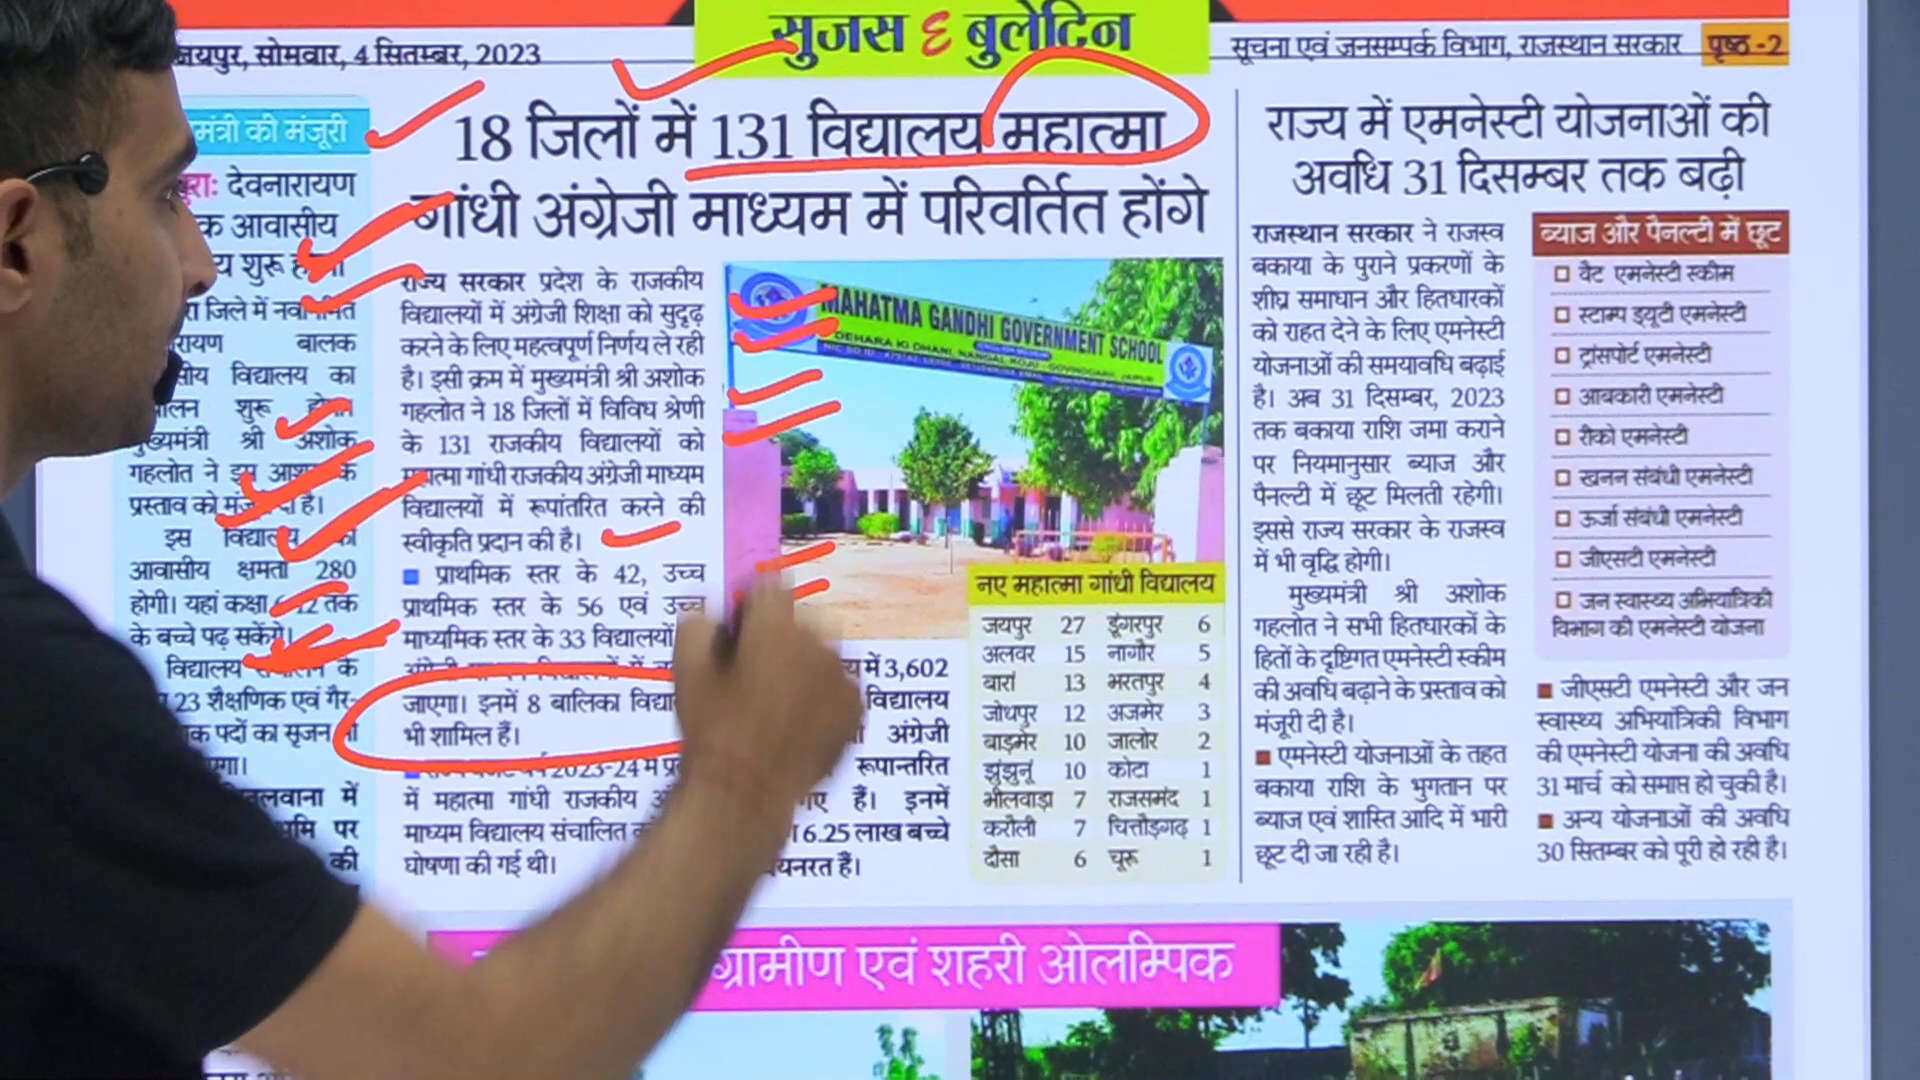 जयपुर, सोमवार, 4 सितम्बर, 2023
सुजस ई बुलेटिन
सूचना एवं जनसम्पर्क विभाग, राजस्थान सरकार
पृष्ठ -2
मंत्री की मंजूरी
देवनारायण
आवासीय
शुरू
जिले में
बालक
विद्यालय का
शुरू
श्री अशोक
गहलोत ने इस
प्रस्ताव को
इस
आवासीय क्षमता 280
होगी। यहां कक्षा तक
के बच्चे पढ़ सकेंगे।
विद्यालय के
23 शैक्षणिक एवं गैर-
पदों का सृजन
में
पर
की
18 जिलों में 131 विद्यालय महात्मा
गांधी अंग्रेजी माध्यम में परिवर्तित होंगे
राज्य सरकार प्रदेश के राजकीय
विद्यालयों में अंग्रेजी शिक्षा को सुदृढ़
करने के लिए महत्वपूर्ण निर्णय ले रही
है। इसी क्रम में मुख्यमंत्री श्री अशोक
गहलोत ने 18 जिलों में विविध श्रेणी
के 131 राजकीय विद्यालयों को
महात्मा गांधी राजकीय अंग्रेजी माध्यम
विद्यालयों में रूपांतरित करने की
स्वीकृति प्रदान की है।
प्राथमिक स्तर के 42, उच्च
प्राथमिक स्तर के 56 एवं उच्च
माध्यमिक स्तर के 33 विद्यालयों
जाएगा। इनमें 8 बालिका
भी शामिल हैं।
2023-24 में
में महात्मा गांधी राजकीय
माध्यम विद्यालय संचालित
घोषणा की गई थी।
में 3,602
विद्यालय
अंग्रेजी
रूपान्तरित
हैं। इनमें
6.25 लाख बच्चे
हैं।
MAHATMA GANDHI GOVERNMENT SCHOOL
DEHARA KI DHANI, NANGAL KOJU, GOVINDGARH, JAIPUR
नए महात्मा गांधी विद्यालय
जयपुर 27 डूंगरपुर 6
अलवर 15 नागौर 5
बारां 13 भरतपुर 4
जोधपुर 12 अजमेर 3
बाड़मेर 10 जालोर 2
झुंझुनूं 10 कोटा 1
भीलवाड़ा 7 राजसमंद 1
करौली 7 चित्तौड़गढ़ 1
दौसा 6 चूरू 1
राज्य में एमनेस्टी योजनाओं की
अवधि 31 दिसम्बर तक बढ़ी
राजस्थान सरकार ने राजस्व
बकाया के पुराने प्रकरणों के
शीघ्र समाधान और हितधारकों
को राहत देने के लिए एमनेस्टी
योजनाओं की समयावधि बढ़ाई
है। अब 31 दिसम्बर, 2023
तक बकाया राशि जमा कराने
पर नियमानुसार ब्याज और
पैनल्टी में छूट मिलती रहेगी।
इससे राज्य सरकार के राजस्व
में भी वृद्धि होगी।
मुख्यमंत्री श्री अशोक
गहलोत ने सभी हितधारकों के
हितों के दृष्टिगत एमनेस्टी स्कीम
की अवधि बढ़ाने के प्रस्ताव को
मंजूरी दी है।
एमनेस्टी योजनाओं के तहत
बकाया राशि के भुगतान पर
ब्याज एवं शास्ति आदि में भारी
छूट दी जा रही है।
ब्याज और पैनल्टी में छूट
वैट एमनेस्टी स्कीम
स्टाम्प ड्यूटी एमनेस्टी
ट्रांसपोर्ट एमनेस्टी
आबकारी एमनेस्टी
रीको एमनेस्टी
खनन संबंधी एमनेस्टी
ऊर्जा संबंधी एमनेस्टी
जीएसटी एमनेस्टी
जन स्वास्थ्य अभियांत्रिकी
विभाग की एमनेस्टी योजना
जीएसटी एमनेस्टी और जन
स्वास्थ्य अभियांत्रिकी विभाग
की एमनेस्टी योजना की अवधि
31 मार्च को समाप्त हो चुकी है।
अन्य योजनाओं की अवधि
30 सितम्बर को पूरी हो रही है।
ग्रामीण एवं शहरी ओलम्पिक